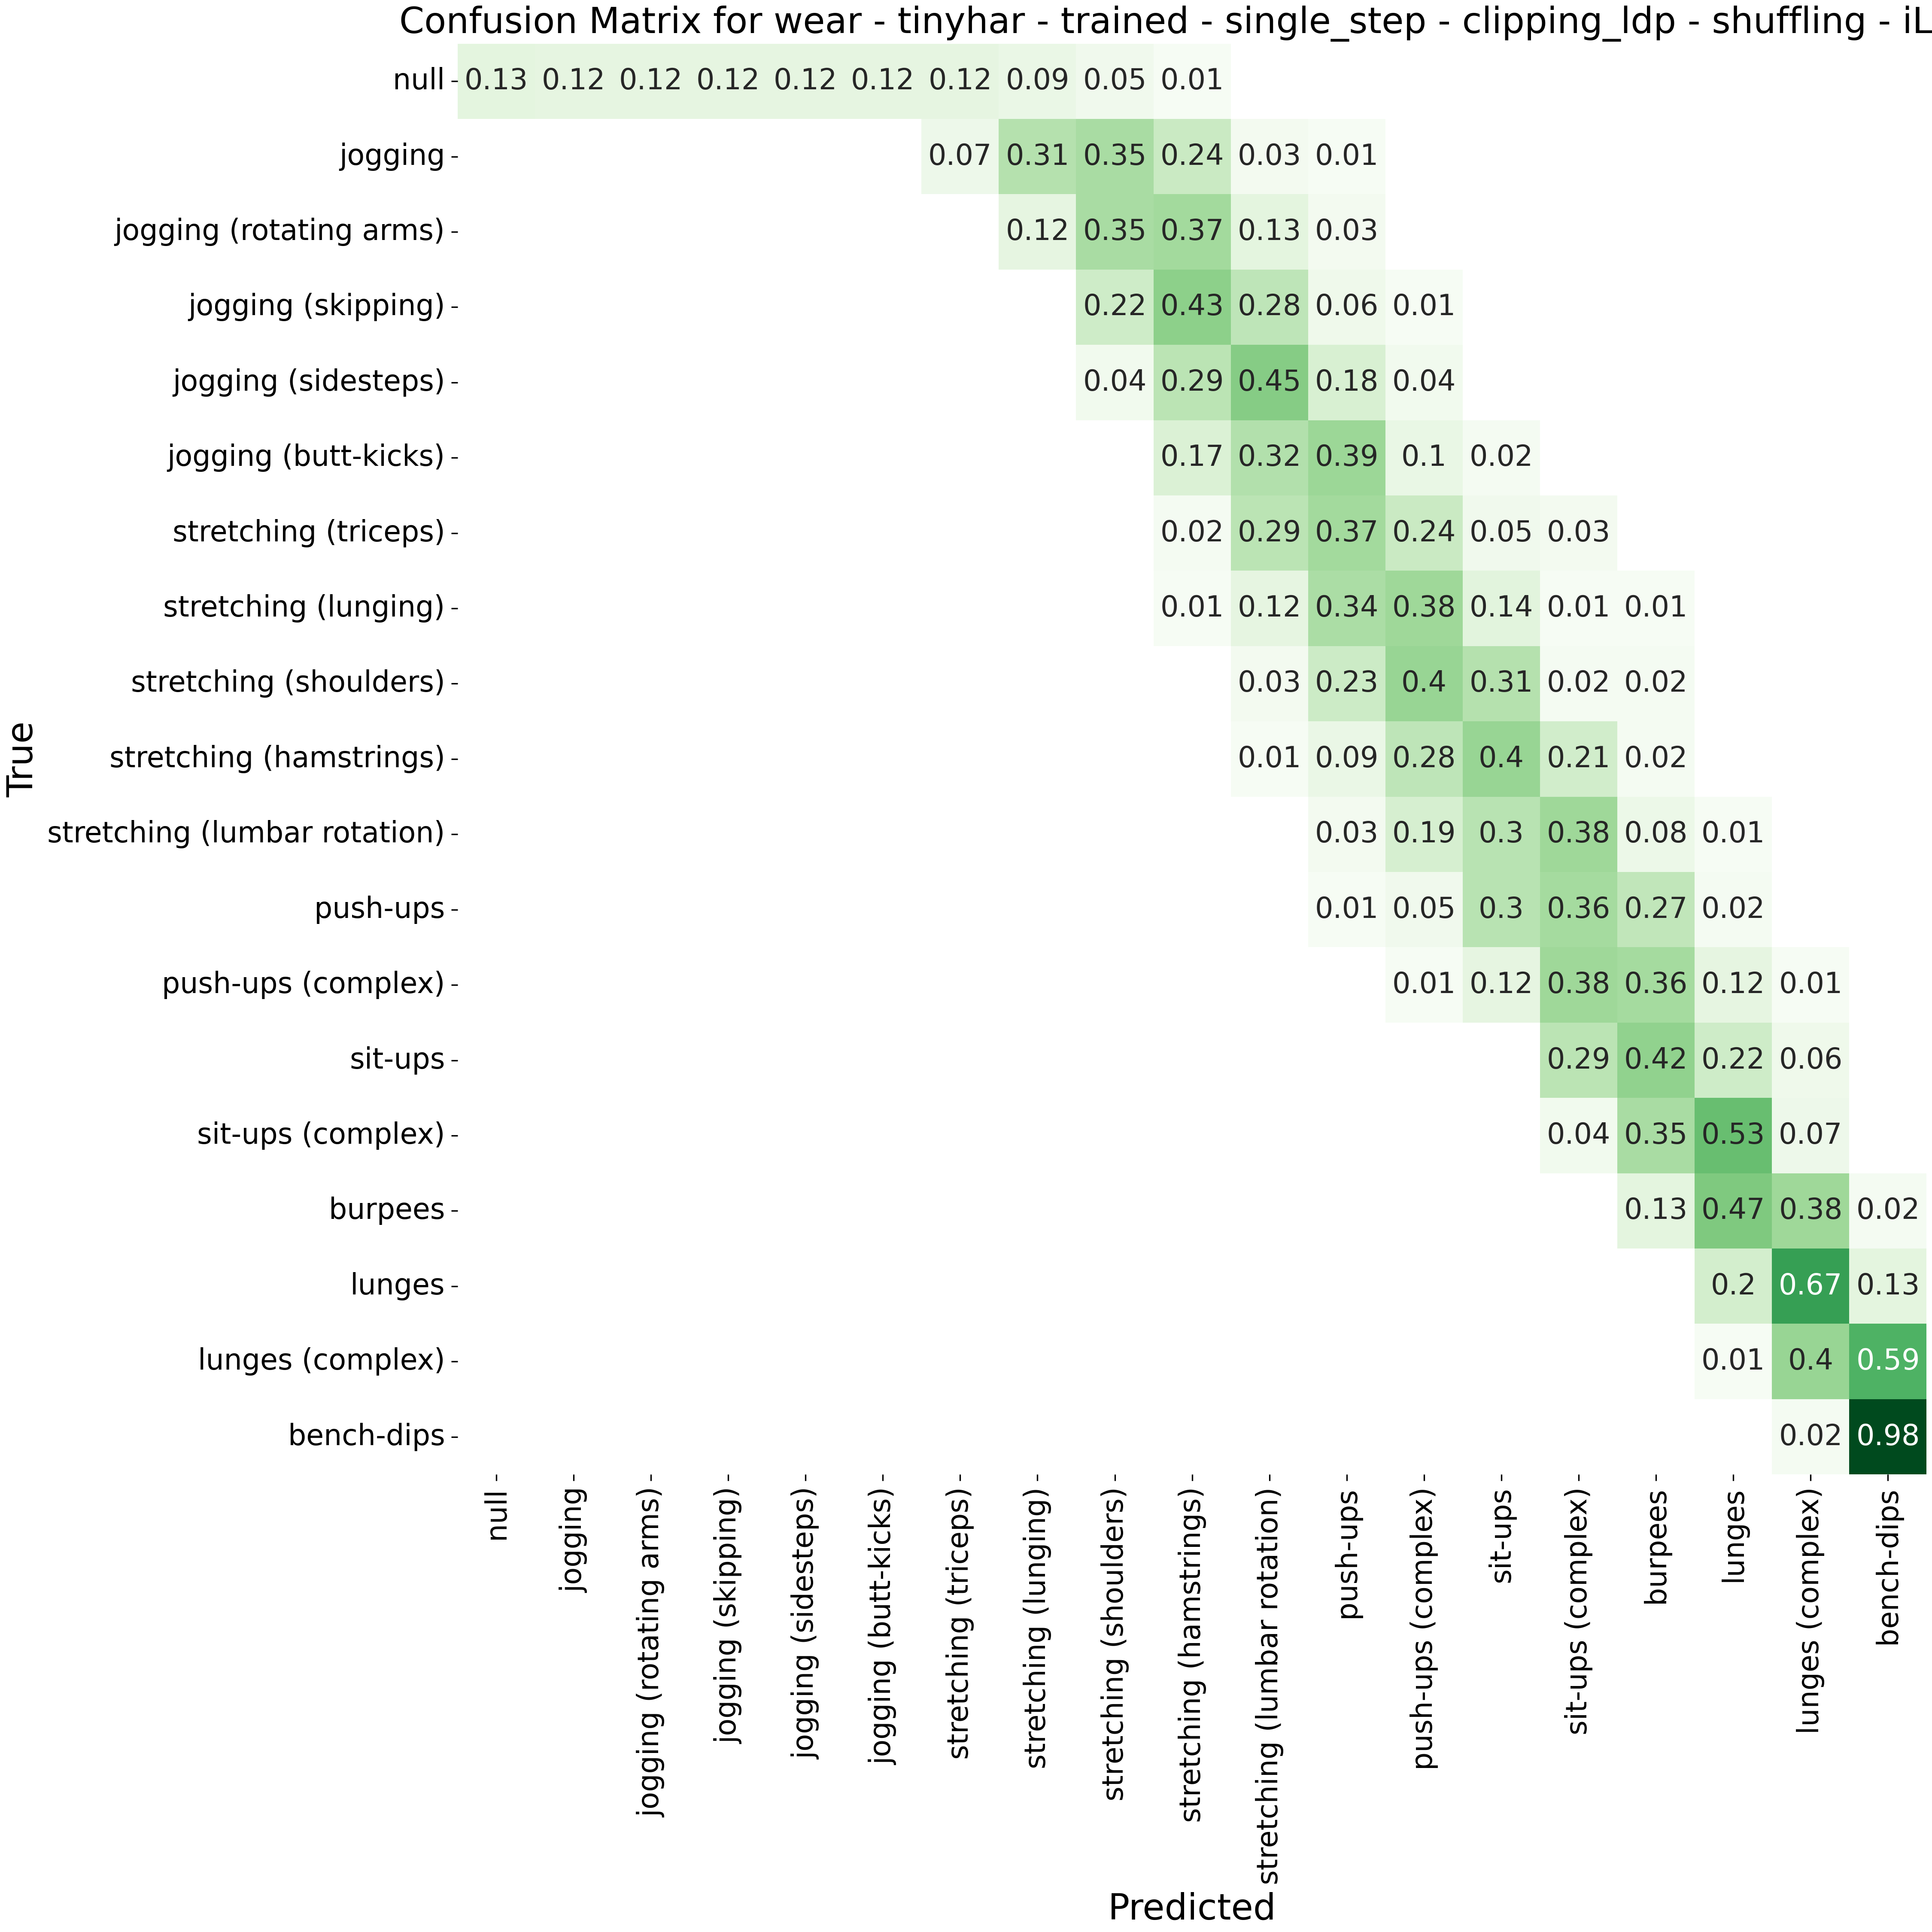 Confusion Matrix for wear - tinyhar - trained - single_step - clipping_ldp - shuffling - iL
null 0.13 0.12 0.12 0.12 0.12 0.12 0.12 0.09 0.05 0.01
jogging 0.07 0.31 0.35 0.24 0.03 0.01
jogging (rotating arms) 0.12 0.35 0.37 0.13 0.03
jogging (skipping) 0.22 0.43 0.28 0.06 0.01
jogging (sidesteps) 0.04 0.29 0.45 0.18 0.04
jogging (butt-kicks) 0.17 0.32 0.39 0.1 0.02
stretching (triceps) 0.02 0.29 0.37 0.24 0.05 0.03
stretching (lunging) 0.01 0.12 0.34 0.38 0.14 0.01 0.01
stretching (shoulders) 0.03 0.23 0.4 0.31 0.02 0.02
stretching (hamstrings) 0.01 0.09 0.28 0.4 0.21 0.02
stretching (lumbar rotation) 0.03 0.19 0.3 0.38 0.08 0.01
push-ups 0.01 0.05 0.3 0.36 0.27 0.02
push-ups (complex) 0.01 0.12 0.38 0.36 0.12 0.01
sit-ups 0.29 0.42 0.22 0.06
sit-ups (complex) 0.04 0.35 0.53 0.07
burpees 0.13 0.47 0.38 0.02
lunges 0.2 0.67 0.13
lunges (complex) 0.01 0.4 0.59
bench-dips 0.02 0.98
True
null
jogging
jogging (rotating arms)
jogging (skipping)
jogging (sidesteps)
jogging (butt-kicks)
stretching (triceps)
stretching (lunging)
stretching (shoulders)
stretching (hamstrings)
stretching (lumbar rotation)
push-ups
push-ups (complex)
sit-ups
sit-ups (complex)
burpees
lunges
lunges (complex)
bench-dips
Predicted